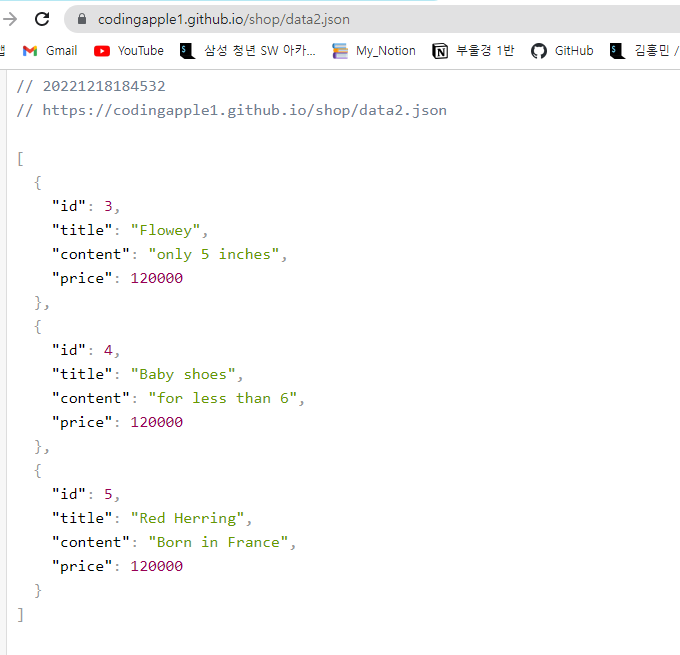 codingapple1.github.io/shop/data2.json
Gmail YouTube 삼성 청년 SW 아카... My_Notion 부울경 1반 GitHub 김홍민 /
// 20221218184532
// https://codingapple1.github.io/shop/data2.json
[
{
"id": 3,
"title": "Flowey",
"content": "only 5 inches",
"price": 120000
},
{
"id": 4,
"title": "Baby shoes",
"content": "for less than 6",
"price": 120000
},
{
"id": 5,
"title": "Red Herring",
"content": "Born in France",
"price": 120000
}
]